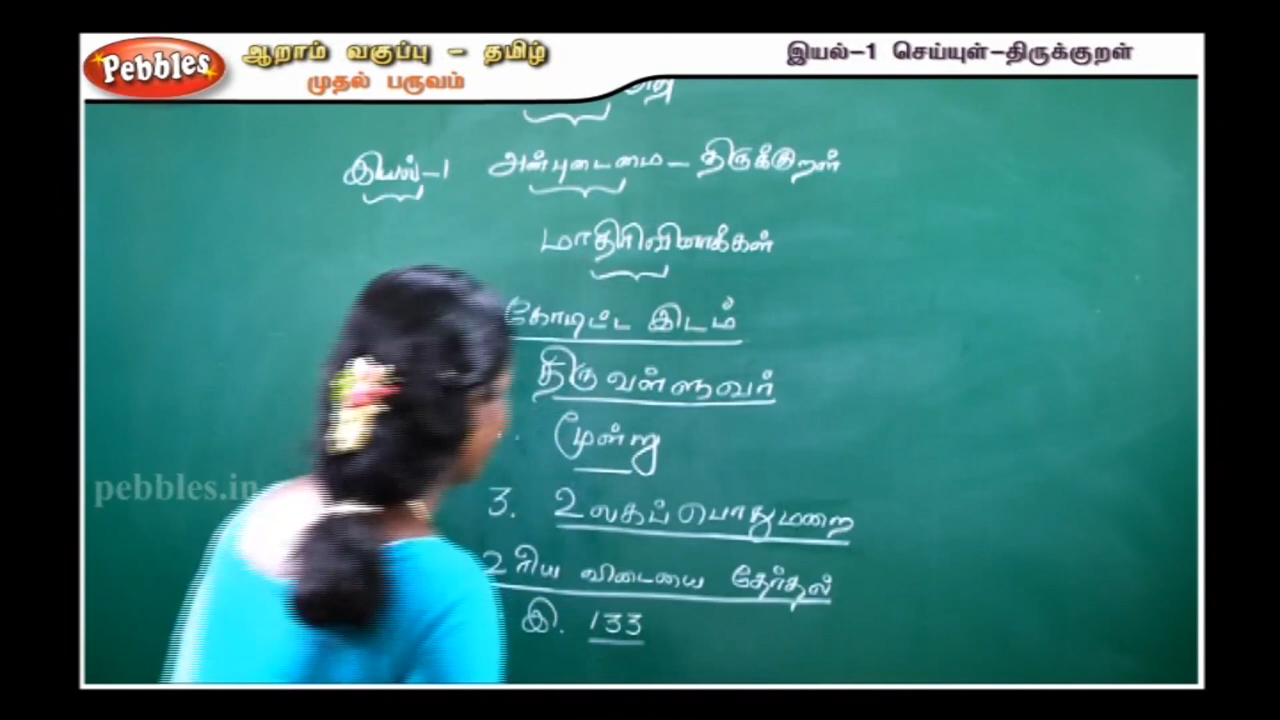 Pebbles
ஆறாம் வகுப்பு – தமிழ்
முதல் பருவம்
இயல்–1 செய்யுள்–திருக்குறள்
இயல்–1 அன்புடைமை – திருக்குறள்
மாதிரிவினாக்கள்
கோடிட்ட இடம்
திருவள்ளுவர்
மூன்று
3. உலகப்பொதுமறை
உரிய விடையை தேர்தல்
இ. 133
pebbles.in